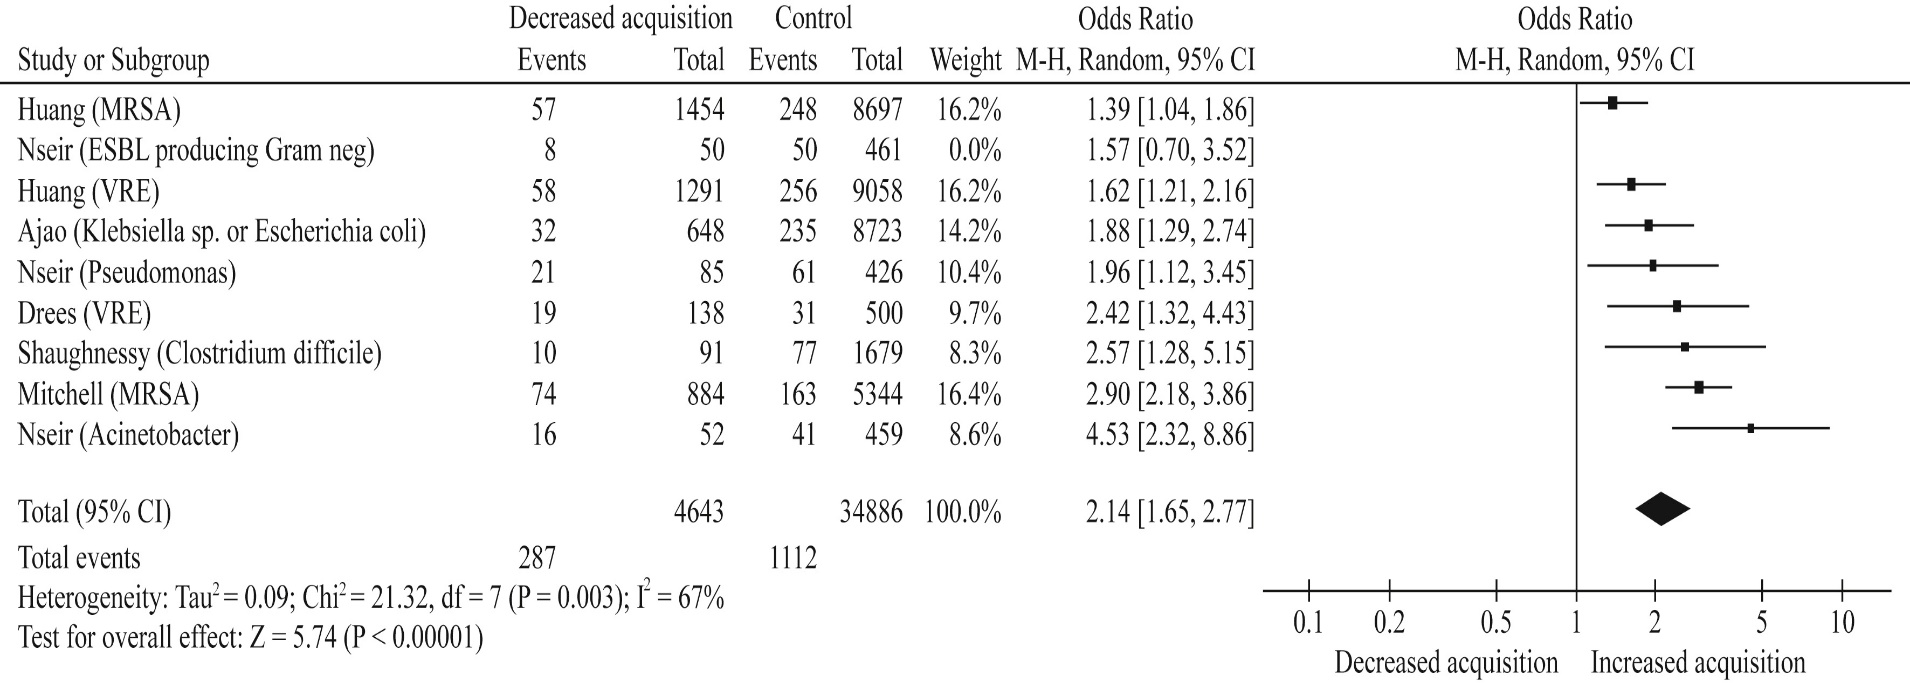 Decreased acquisition Control Odds Ratio Odds Ratio
Study or Subgroup Events Total Events Total Weight M-H, Random, 95% CI M-H, Random, 95% CI
Huang (MRSA) 57 1454 248 8697 16.2% 1.39 [1.04, 1.86]
Nseir (ESBL producing Gram neg) 8 50 50 461 0.0% 1.57 [0.70, 3.52]
Huang (VRE) 58 1291 256 9058 16.2% 1.62 [1.21, 2.16]
Ajao (Klebsiella sp. or Escherichia coli) 32 648 235 8723 14.2% 1.88 [1.29, 2.74]
Nseir (Pseudomonas) 21 85 61 426 10.4% 1.96 [1.12, 3.45]
Drees (VRE) 19 138 31 500 9.7% 2.42 [1.32, 4.43]
Shaughnessy (Clostridium difficile) 10 91 77 1679 8.3% 2.57 [1.28, 5.15]
Mitchell (MRSA) 74 884 163 5344 16.4% 2.90 [2.18, 3.86]
Nseir (Acinetobacter) 16 52 41 459 8.6% 4.53 [2.32, 8.86]
Total (95% CI) 4643 34886 100.0% 2.14 [1.65, 2.77]
Total events 287 1112
Heterogeneity: Tau² = 0.09; Chi² = 21.32, df = 7 (P = 0.003); I² = 67%
Test for overall effect: Z = 5.74 (P < 0.00001)
0.1 0.2 0.5 1 2 5 10
Decreased acquisition Increased acquisition